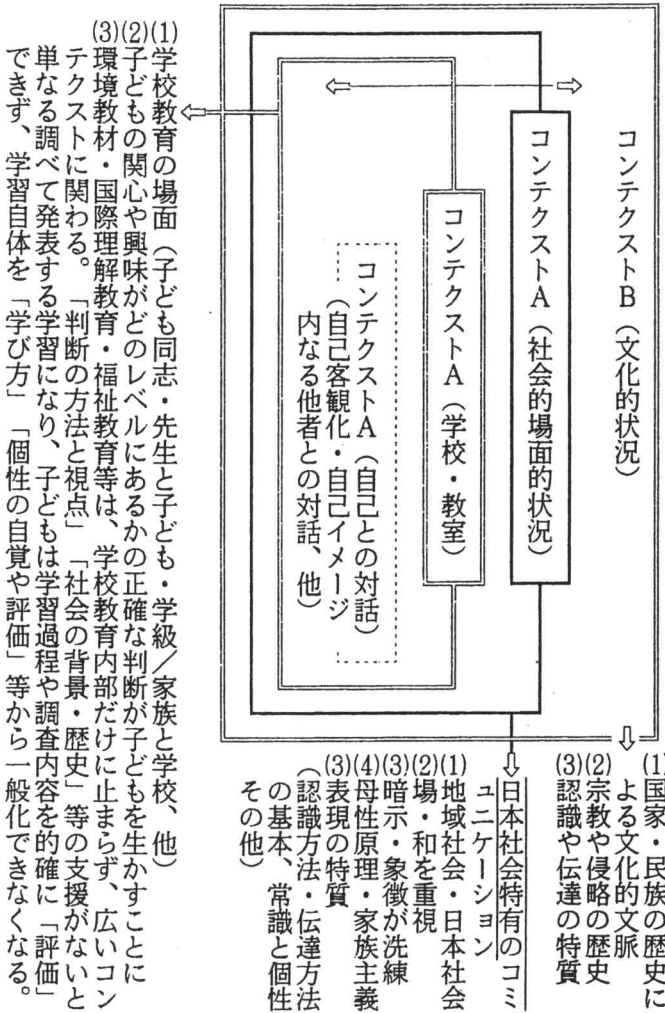 コンテクストB（文化的状況）
(1)国家・民族の歴史に
よる文化的文脈
(2)宗教や侵略の歴史
(3)認識や伝達の特質
コンテクストA（社会的場面的状況）
日本社会特有のコミ
ュニケーション
(1)地域社会・日本社会
(2)場・和を重視
(3)暗示・象徴が洗練
(4)母性原理・家族主義
(3)表現の特質
（認識方法・伝達方法
の基本、常識と個性
その他）
コンテクストA（学校・教室）
コンテクストA（自己との対話）
（自己客観化・自己イメージ
内なる他者との対話、他）
(1)学校教育の場面（子ども同志・先生と子ども・学級／家族と学校、他）
(2)子どもの関心や興味がどのレベルにあるかの正確な判断が子どもを生かすことに
(3)環境教材・国際理解教育・福祉教育等は、学校教育内部だけに止まらず、広いコン
テクストに関わる。「判断の方法と視点」「社会の背景・歴史」等の支援がないと
単なる調べて発表する学習になり、子どもは学習過程や調査内容を的確に「評価」
できず、学習自体を「学び方」「個性の自覚や評価」等から一般化できなくなる。